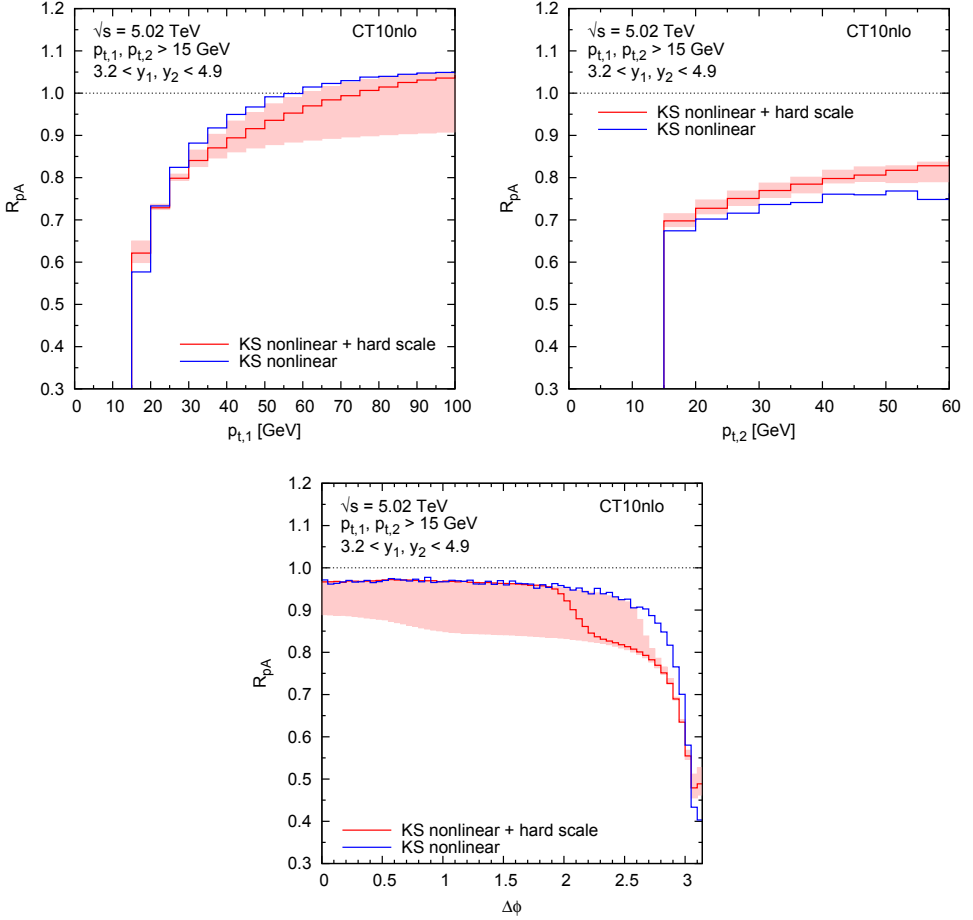 1.2
1.1
1.0
0.9
0.8
0.7
0.6
0.5
0.4
0.3
R_pA
√s = 5.02 TeV
CT10nlo
p_t,1, p_t,2 > 15 GeV
3.2 < y_1, y_2 < 4.9
KS nonlinear + hard scale
KS nonlinear
0 10 20 30 40 50 60 70 80 90 100
p_t,1 [GeV]
1.2
1.1
1.0
0.9
0.8
0.7
0.6
0.5
0.4
0.3
R_pA
√s = 5.02 TeV
CT10nlo
p_t,1, p_t,2 > 15 GeV
3.2 < y_1, y_2 < 4.9
KS nonlinear + hard scale
KS nonlinear
0 10 20 30 40 50 60
p_t,2 [GeV]
1.2
1.1
1.0
0.9
0.8
0.7
0.6
0.5
0.4
0.3
R_pA
√s = 5.02 TeV
CT10nlo
p_t,1, p_t,2 > 15 GeV
3.2 < y_1, y_2 < 4.9
KS nonlinear + hard scale
KS nonlinear
0 0.5 1 1.5 2 2.5 3
Δϕ